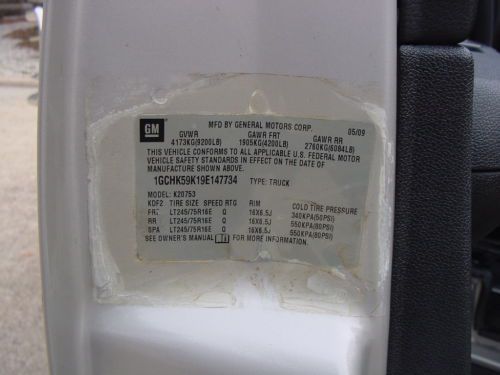 GM
MFD BY GENERAL MOTORS CORP. 05/09
GVWR GAWR FRT GAWR RR
4173KG(9200LB) 1905KG(4200LB) 2760KG(6084LB)
THIS VEHICLE CONFORMS TO ALL APPLICABLE U.S. FEDERAL MOTOR
VEHICLE SAFETY STANDARDS IN EFFECT ON THE DATE OF
MANUFACTURE SHOWN ABOVE.
1GCHK59K19E147734 TYPE: TRUCK
MODEL: K20753
KDF2 TIRE SIZE SPEED RTG RIM COLD TIRE PRESSURE
FRT LT245/75R16E Q 16X6.5J 340KPA(50PSI)
RR LT245/75R16E Q 16X6.5J 550KPA(80PSI)
SPA LT245/75R16E Q 16X6.5J 550KPA(80PSI)
SEE OWNER'S MANUAL FOR MORE INFORMATION.